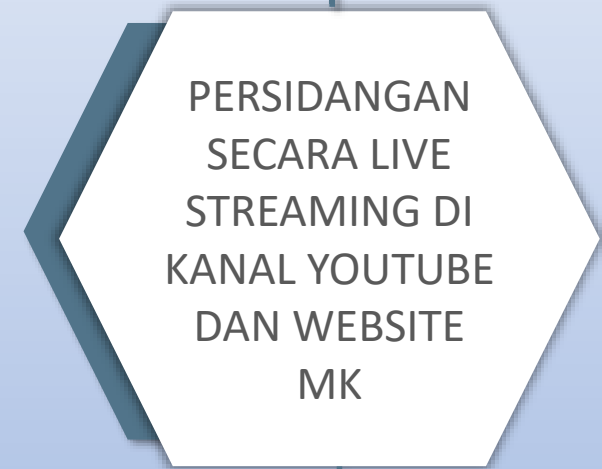 PERSIDANGAN
SECARA LIVE
STREAMING DI
KANAL YOUTUBE
DAN WEBSITE
MK